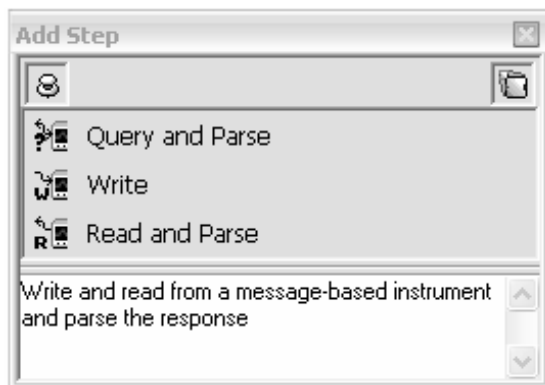 Add Step
Query and Parse
Write
Read and Parse
Write and read from a message-based instrument
and parse the response